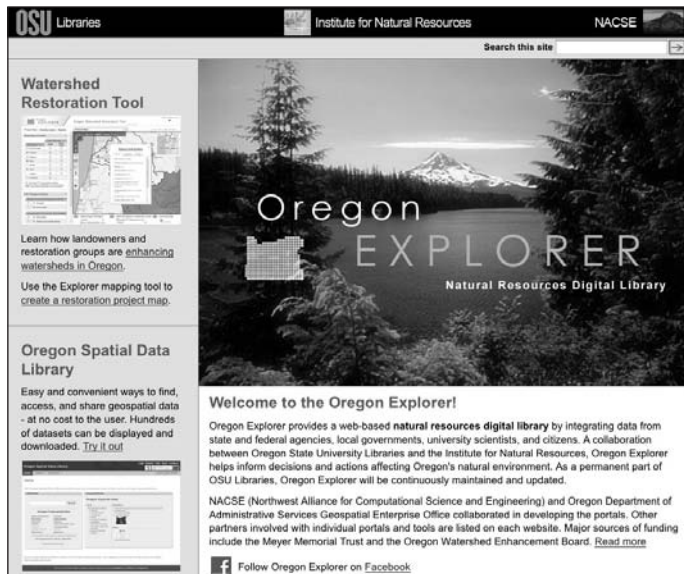 OSU Libraries
Institute for Natural Resources
NACSE
Search this site
Watershed
Restoration Tool
Learn how landowners and
restoration groups are enhancing
watersheds in Oregon.
Use the Explorer mapping tool to
create a restoration project map.
Oregon Spatial Data
Library
Easy and convenient ways to find,
access, and share geospatial data
- at no cost to the user. Hundreds
of datasets can be displayed and
downloaded. Try it out
Oregon
EXPLORER
Natural Resources Digital Library
Welcome to the Oregon Explorer!
Oregon Explorer provides a web-based natural resources digital library by integrating data from
state and federal agencies, local governments, university scientists, and citizens. A collaboration
between Oregon State University Libraries and the Institute for Natural Resources, Oregon Explorer
helps inform decisions and actions affecting Oregon's natural environment. As a permanent part of
OSU Libraries, Oregon Explorer will be continuously maintained and updated.
NACSE (Northwest Alliance for Computational Science and Engineering) and Oregon Department of
Administrative Services Geospatial Enterprise Office collaborated in developing the portals. Other
partners involved with individual portals and tools are listed on each website. Major sources of funding
include the Meyer Memorial Trust and the Oregon Watershed Enhancement Board. Read more
f Follow Oregon Explorer on Facebook